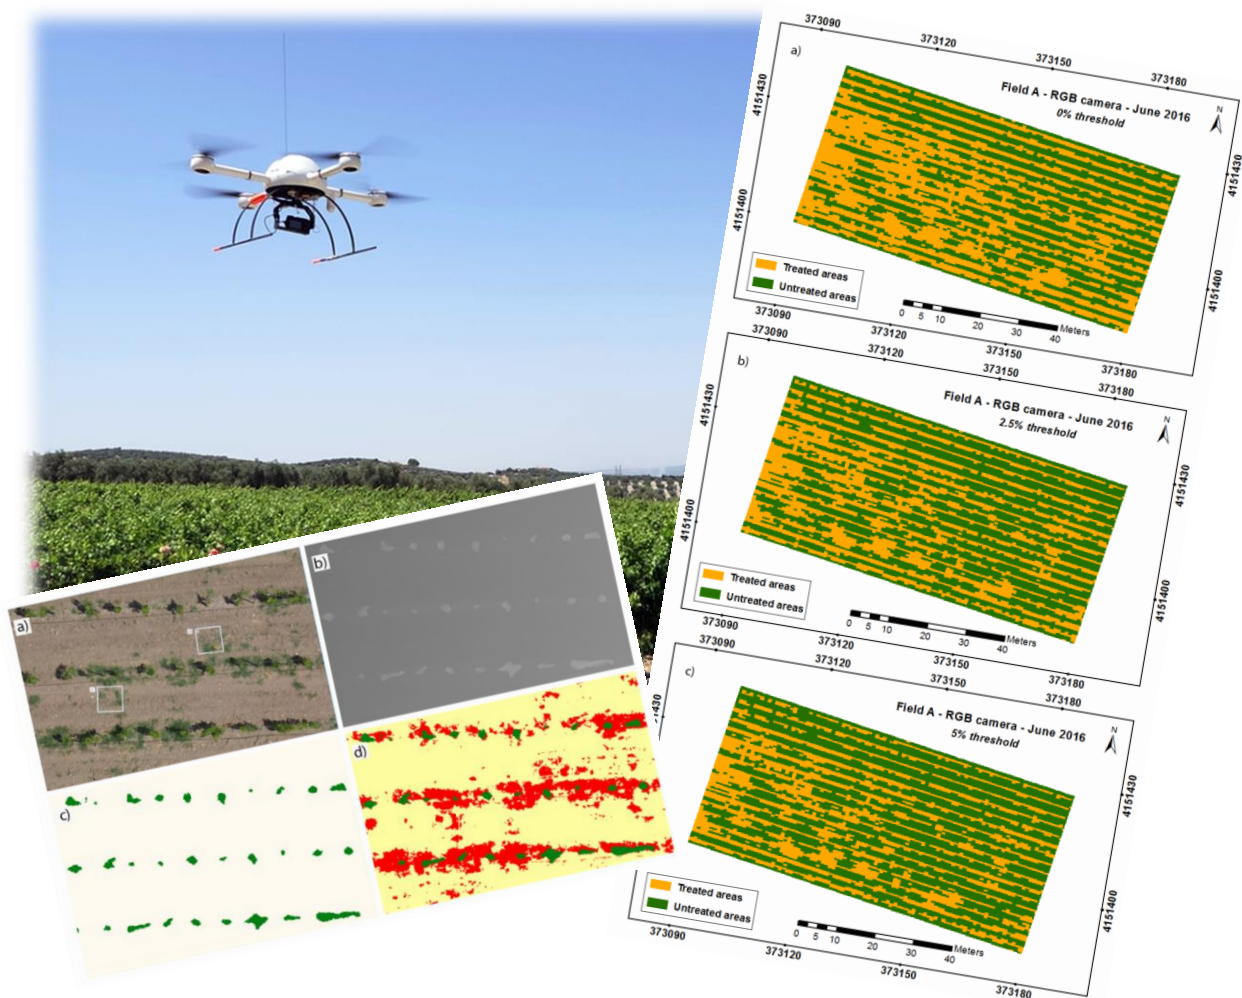 373090
373120
373150
373180
a)
Field A - RGB camera - June 2016
0% threshold
N
4151430
4151430
4151400
4151400
Treated areas
Untreated areas
0 5 10 20 30 40
Meters
373090
373120
373150
373180
373090
373120
373150
373180
b)
Field A - RGB camera - June 2016
2.5% threshold
N
4151430
4151430
4151400
4151400
Treated areas
Untreated areas
0 5 10 20 30 40
Meters
373090
373120
373150
373180
373090
373120
373150
373180
c)
Field A - RGB camera - June 2016
5% threshold
N
430
4151430
4151400
Treated areas
Untreated areas
0 5 10 20 30 40
Meters
373090
373120
373150
373180
a)
b)
c)
d)